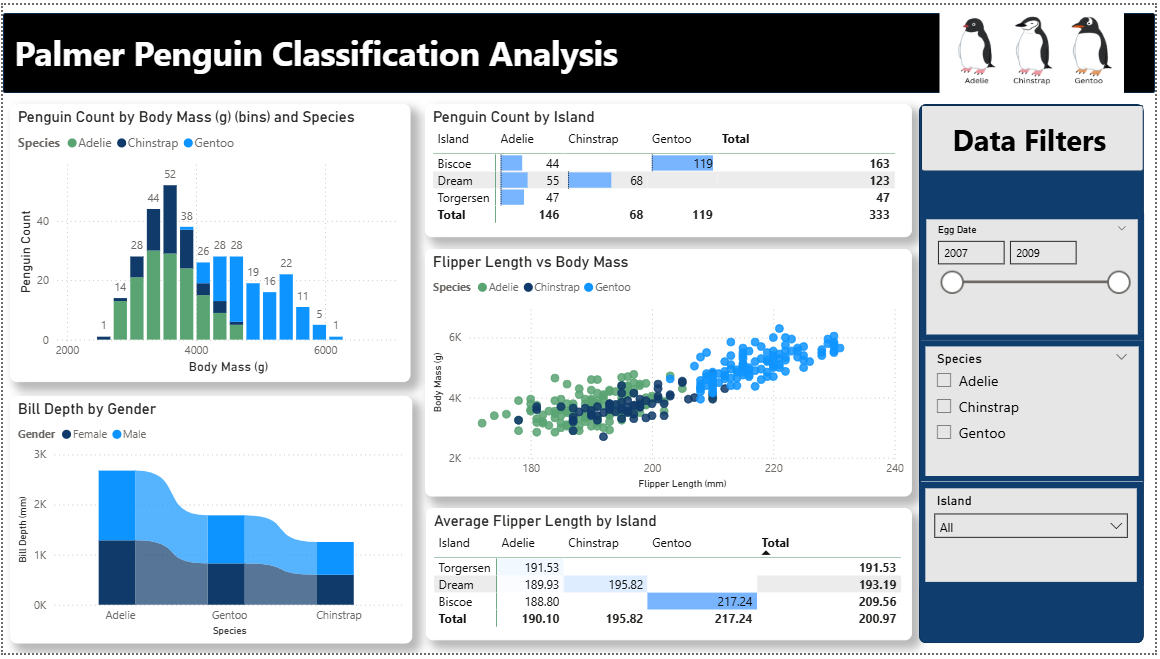 Palmer Penguin Classification Analysis
Adelie Chinstrap Gentoo
Penguin Count by Body Mass (g) (bins) and Species
Species Adelie Chinstrap Gentoo
Penguin Count
40
20
0
1
14
28
44
52
38
26
28
28
19
16
22
11
5
1
2000 4000 6000
Body Mass (g)
Bill Depth by Gender
Gender Female Male
Bill Depth (mm)
3K
2K
1K
0K
Adelie Gentoo Chinstrap
Species
Penguin Count by Island
Island Adelie Chinstrap Gentoo Total
Biscoe 44 119 163
Dream 55 68 123
Torgersen 47 47
Total 146 68 119 333
Flipper Length vs Body Mass
Species Adelie Chinstrap Gentoo
Body Mass (g)
6K
4K
2K
180 200 220 240
Flipper Length (mm)
Average Flipper Length by Island
Island Adelie Chinstrap Gentoo Total
Torgersen 191.53 191.53
Dream 189.93 195.82 193.19
Biscoe 188.80 217.24 209.56
Total 190.10 195.82 217.24 200.97
Data Filters
Egg Date
2007 2009
Species
Adelie
Chinstrap
Gentoo
Island
All